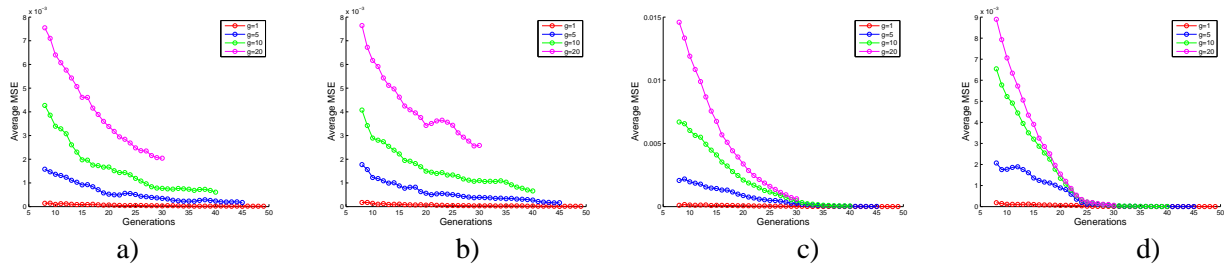 x 10⁻³
8
7
6
5
4
3
2
1
0
Average MSE
5 10 15 20 25 30 35 40 45 50
Generations
g=1
g=5
g=10
g=20
a)
x 10⁻³
8
7
6
5
4
3
2
1
0
Average MSE
5 10 15 20 25 30 35 40 45 50
Generations
g=1
g=5
g=10
g=20
b)
0.015
0.01
0.005
0
Average MSE
5 10 15 20 25 30 35 40 45 50
Generations
g=1
g=5
g=10
g=20
c)
x 10⁻³
9
8
7
6
5
4
3
2
1
0
Average MSE
5 10 15 20 25 30 35 40 45 50
Generations
g=1
g=5
g=10
g=20
d)